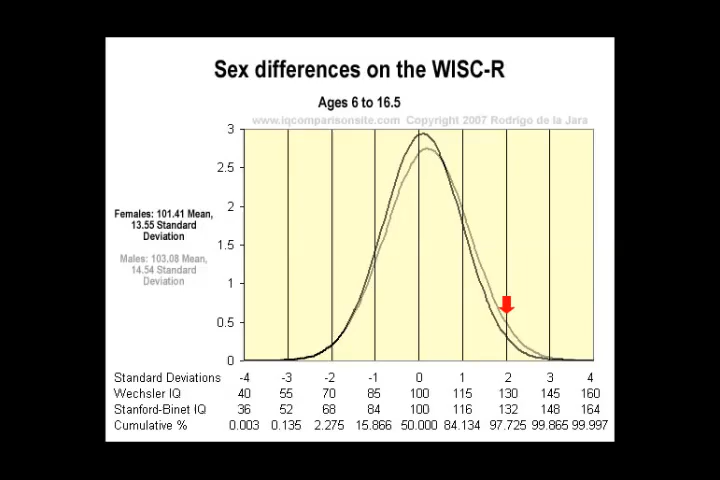 Sex differences on the WISC-R
Ages 6 to 16.5
www.iqcomparisonsite.com Copyright 2007 Rodrigo de la Jara
3
2.5
2
1.5
1
0.5
0
Females: 101.41 Mean,
13.55 Standard
Deviation
Males: 103.08 Mean,
14.54 Standard
Deviation
Standard Deviations -4 -3 -2 -1 0 1 2 3 4
Wechsler IQ 40 55 70 85 100 115 130 145 160
Stanford-Binet IQ 36 52 68 84 100 116 132 148 164
Cumulative % 0.003 0.135 2.275 15.866 50.000 84.134 97.725 99.865 99.997